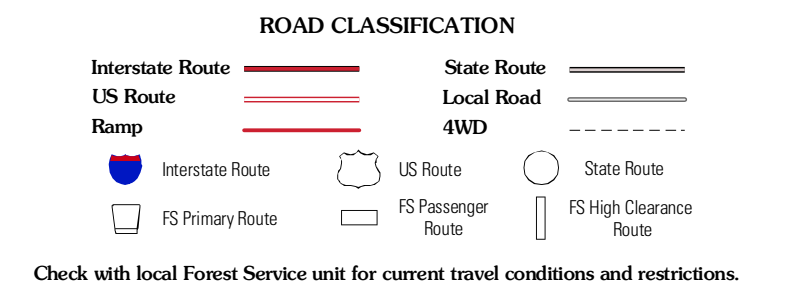 ROAD CLASSIFICATION
Interstate Route
State Route
US Route
Local Road
Ramp
4WD
Interstate Route
US Route
State Route
FS Primary Route
FS Passenger
Route
FS High Clearance
Route
Check with local Forest Service unit for current travel conditions and restrictions.